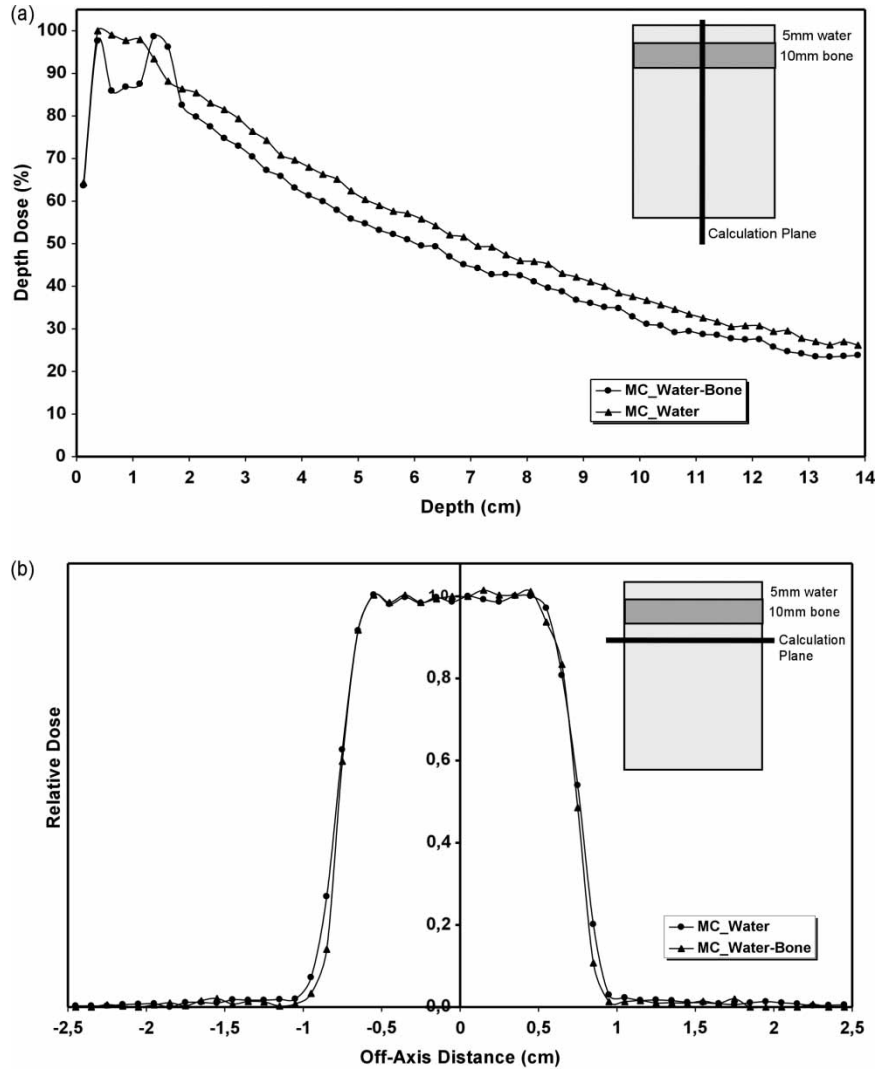 (a)
100
90
80
70
60
50
40
30
20
10
0
Depth Dose (%)
0 1 2 3 4 5 6 7 8 9 10 11 12 13 14
Depth (cm)
5mm water
10mm bone
Calculation Plane
MC_Water-Bone
MC_Water
(b)
1,0
0,8
0,6
0,4
0,2
0,0
Relative Dose
-2,5 -2 -1,5 -1 -0,5 0 0,5 1 1,5 2 2,5
Off-Axis Distance (cm)
5mm water
10mm bone
Calculation
Plane
MC_Water
MC_Water-Bone